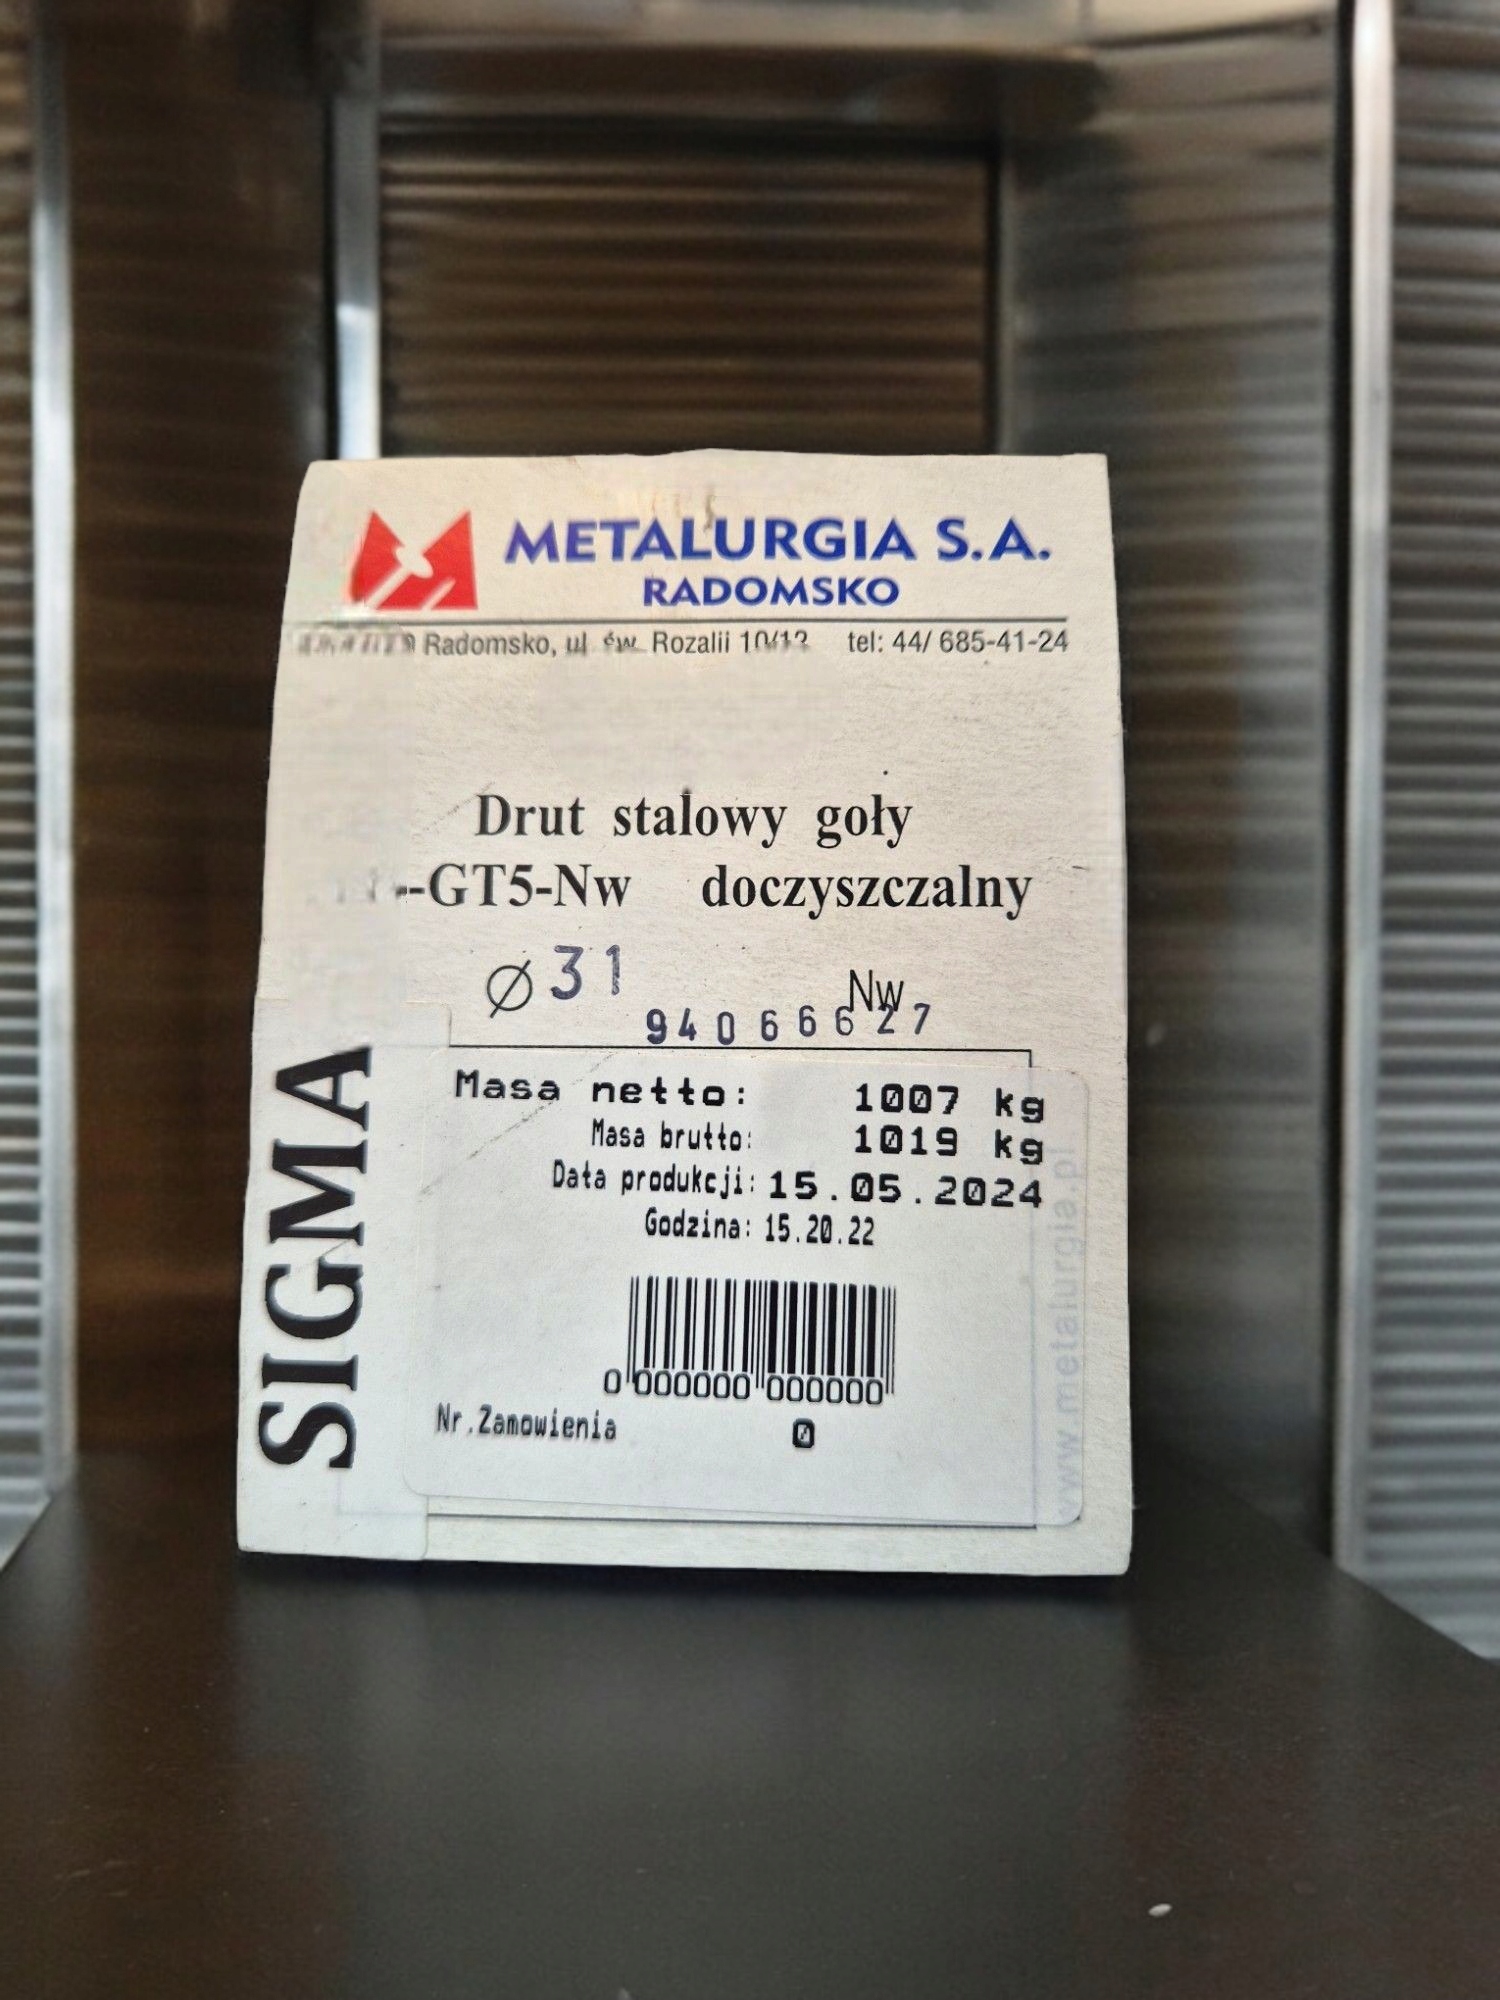 METALURGIA S.A.
RADOMSKO
Radomsko, ul. św. Rozalii 10/12 tel: 44/ 685-41-24
Drut stalowy goły
-GT5-Nw doczyszczalny
Ø 31 Nw
94066627
Masa netto: 1007 kg
Masa brutto: 1019 kg
Data produkcji: 15.05.2024
Godzina: 15.20.22
0 000000 000000
Nr.Zamowienia 0
SIGMA
www.metalurgia.pl